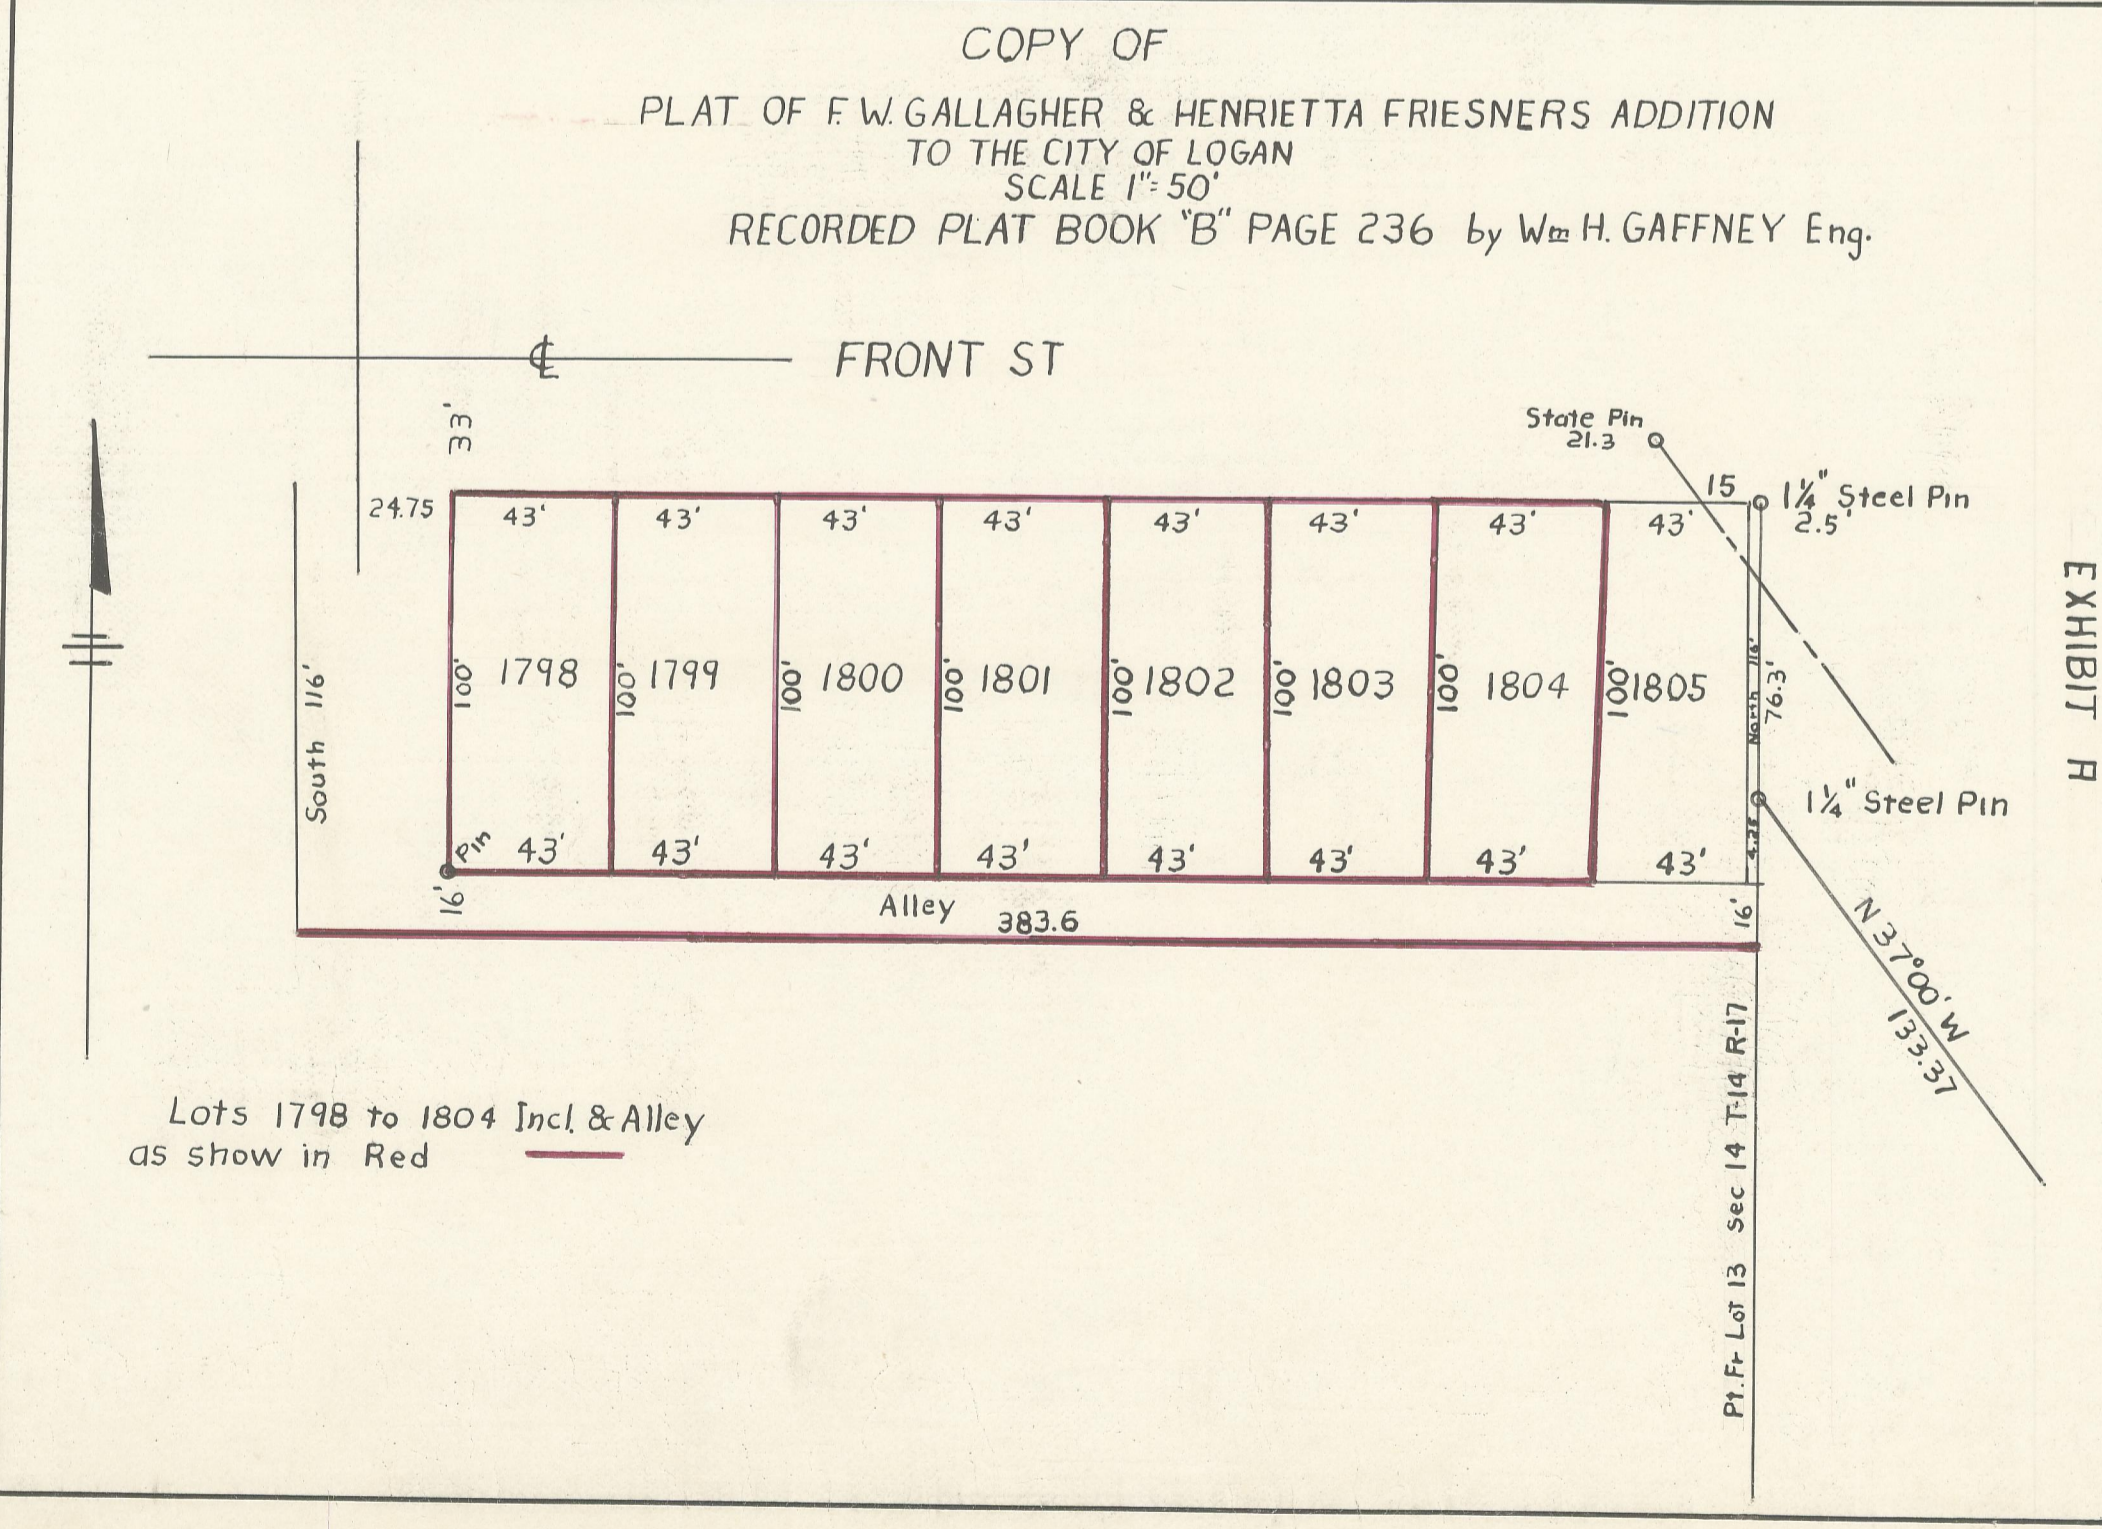 COPY OF
PLAT OF F. W. GALLAGHER & HENRIETTA FRIESNERS ADDITION
TO THE CITY OF LOGAN
SCALE 1"=50'
RECORDED PLAT BOOK "B" PAGE 236 by Wm H. GAFFNEY Eng.
℄ FRONT ST
33'
State Pin
21.3
15
1¼" Steel Pin
2.5'
24.75
43' 43' 43' 43' 43' 43' 43' 43'
South 116'
100' 1798 100' 1799 100' 1800 100' 1801 100' 1802 100' 1803 100' 1804 100' 1805
North 116'
76.3'
1¼" Steel Pin
4.25
Pin
43' 43' 43' 43' 43' 43' 43' 43'
16'
Alley 383.6
16'
N 37°00' W
133.37
Pt. Fr Lot 13 Sec 14 T-14 R-17
Lots 1798 to 1804 Incl. & Alley
as show in Red
EXHIBIT A